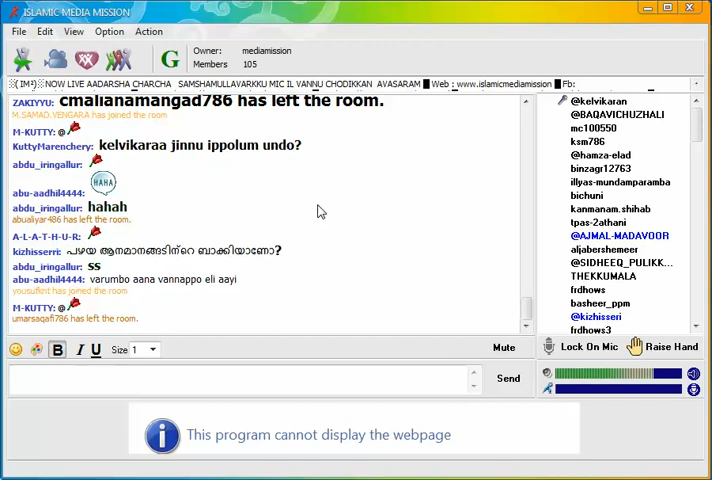 ISLAMIC MEDIA MISSION
File Edit View Option Action
G Owner: mediamission
Members 105
:( IM²) NOW LIVE AADARSHA CHARCHA SAMSHAMULLAVARKKU MIC IL VANNU CHODIKKAN AVASARAM █ Web : www.islamicmediamission █ Fb:
ZAKIYYU: cmalianamangad786 has left the room.
M.SAMAD.VENGARA has joined the room
M-KUTTY: @
KuttyMarenchery: kelvikaraa jinnu ippolum undo?
abdu_iringallur:
abu-aadhil4444: HAHA
abdu_iringallur: hahah
abualiyar486 has left the room.
A-L-A-T-H-U-R:
kizhisserri: പഴയ ആനമാങ്ങടിന്റെ ബാക്കിയാണോ?
abdu_iringallur: ss
abu-aadhil4444: varumbo aana vannappo eli aayi
yousufknt has joined the room
M-KUTTY: @
umarsaqafi786 has left the room.
@kelvikaran
@BAQAVICHUZHALI
mc100550
ksm786
@hamza-elad
binzagr12763
illyas-mundamparamba
bichuni
kanmanam.shihab
tpas-2athani
@AJMAL-MADAVOOR
aljabershemeer
@SIDHEEQ_PULIKK...
THEKKUMALA
frdhows
basheer_ppm
@kizhisseri
frdhows3
B I U Size 1 Mute
Lock On Mic Raise Hand
Send
This program cannot display the webpage